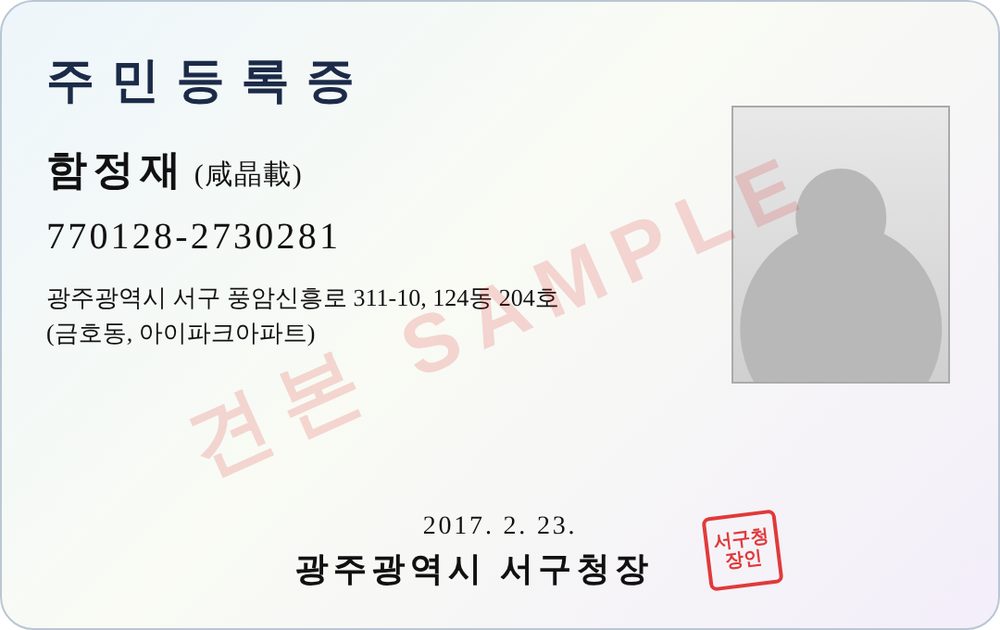 주민등록증
함정재 (咸晶載)
770128-2730281
광주광역시 서구 풍암신흥로 311-10, 124동 204호
(금호동, 아이파크아파트)
견본 SAMPLE
2017. 2. 23.
광주광역시 서구청장
서구청
장인